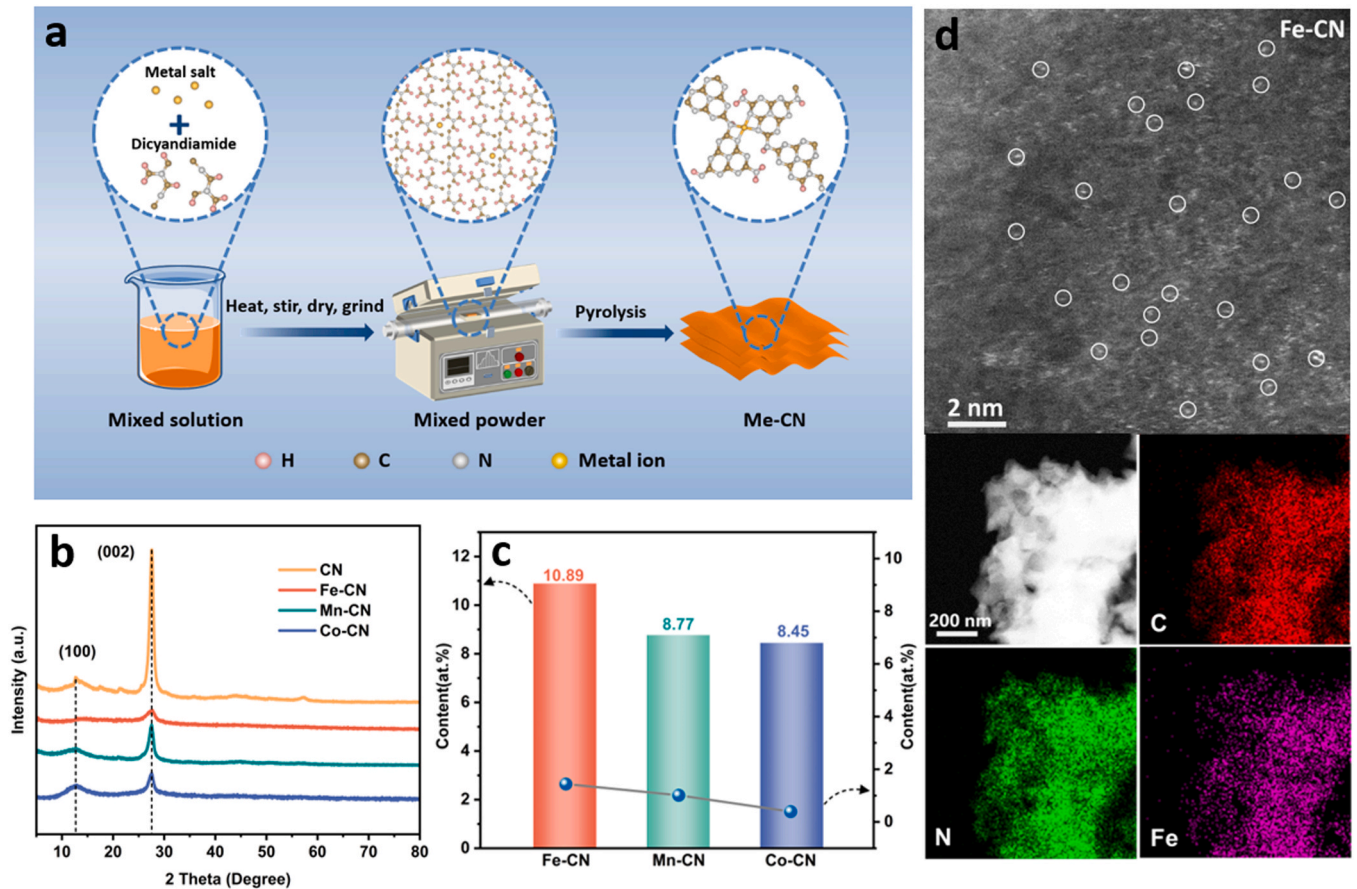 a
Metal salt
+
Dicyandiamide
Heat, stir, dry, grind
Pyrolysis
Mixed solution
Mixed powder
Me-CN
H
C
N
Metal ion
b
(002)
(100)
CN
Fe-CN
Mn-CN
Co-CN
Intensity (a.u.)
10 20 30 40 50 60 70 80
2 Theta (Degree)
c
12
10
8
6
4
2
0
Content(at.%)
10.89
8.77
8.45
10
8
6
4
2
0
Content(at.%)
Fe-CN Mn-CN Co-CN
d
Fe-CN
2 nm
200 nm
C
N
Fe